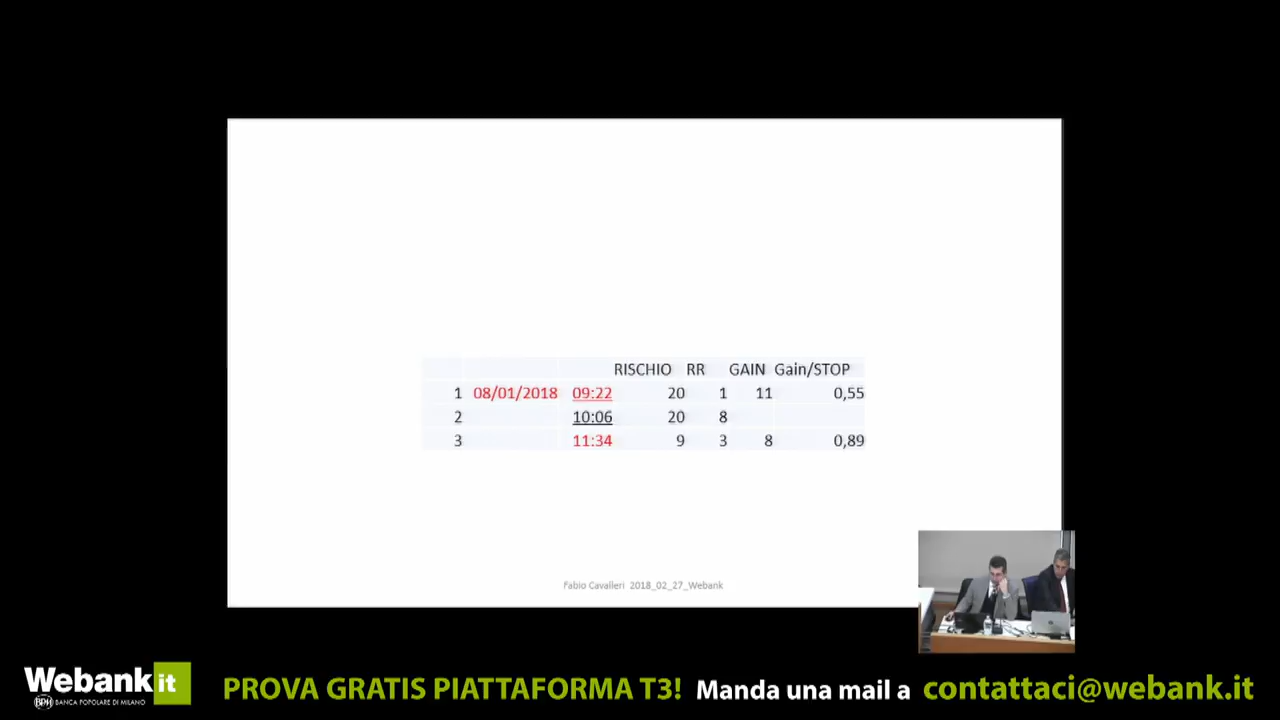 RISCHIO RR GAIN Gain/STOP
1 08/01/2018 09:22 20 1 11 0,55
2 10:06 20 8
3 11:34 9 3 8 0,89
Fabio Cavalleri 2018_02_27_Webank
Webank it
BPM BANCA POPOLARE DI MILANO
PROVA GRATIS PIATTAFORMA T3! Manda una mail a contattaci@webank.it